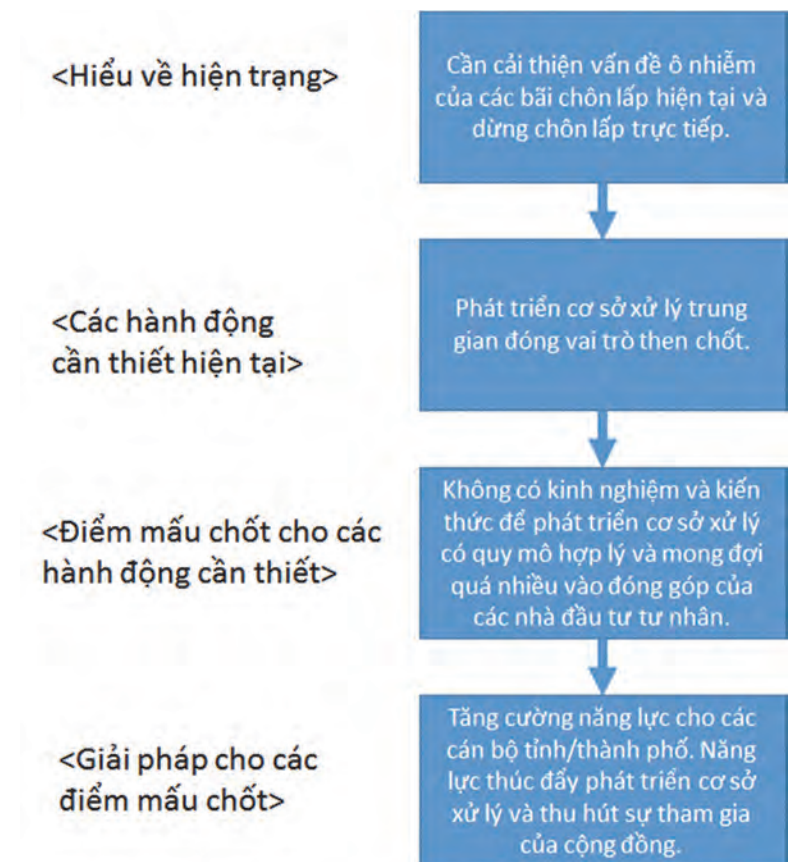 <Hiểu về hiện trạng>
Cần cải thiện vấn đề ô nhiễm
của các bãi chôn lấp hiện tại và
dừng chôn lấp trực tiếp.
<Các hành động
cần thiết hiện tại>
Phát triển cơ sở xử lý trung
gian đóng vai trò then chốt.
<Điểm mấu chốt cho các
hành động cần thiết>
Không có kinh nghiệm và kiến
thức để phát triển cơ sở xử lý
có quy mô hợp lý và mong đợi
quá nhiều vào đóng góp của
các nhà đầu tư tư nhân.
<Giải pháp cho các
điểm mấu chốt>
Tăng cường năng lực cho các
cán bộ tỉnh/thành phố. Năng
lực thúc đẩy phát triển cơ sở
xử lý và thu hút sự tham gia
của cộng đồng.